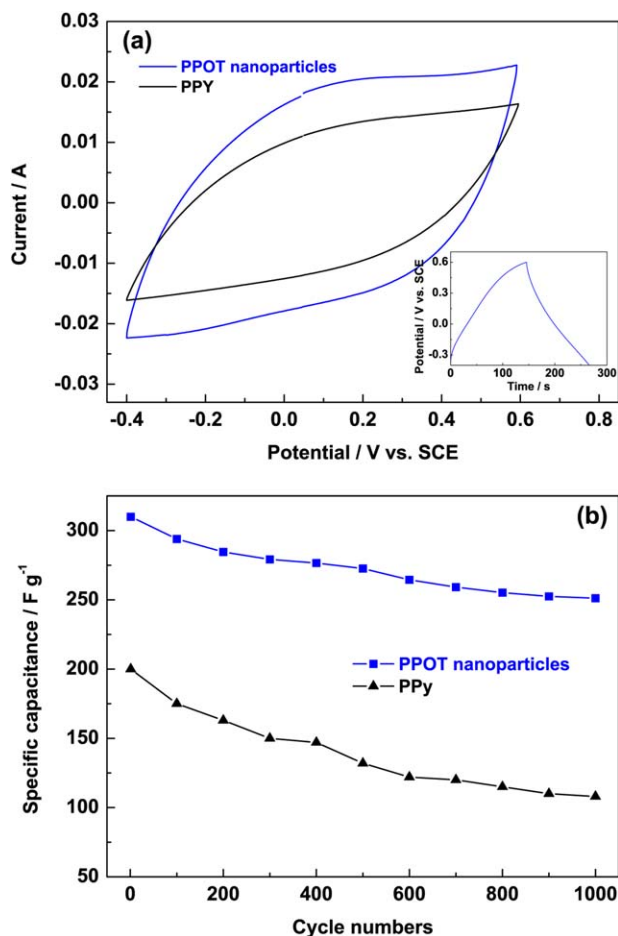 (a)
PPOT nanoparticles
PPY
0.03
0.02
0.01
0.00
-0.01
-0.02
-0.03
Current / A
-0.4 -0.2 0.0 0.2 0.4 0.6 0.8
Potential / V vs. SCE
0.6
0.3
0.0
-0.3
Potential / V vs. SCE
0 100 200 300
Time / s
(b)
300
250
200
150
100
50
Specific capacitance / F g⁻¹
PPOT nanoparticles
PPy
0 200 400 600 800 1000
Cycle numbers